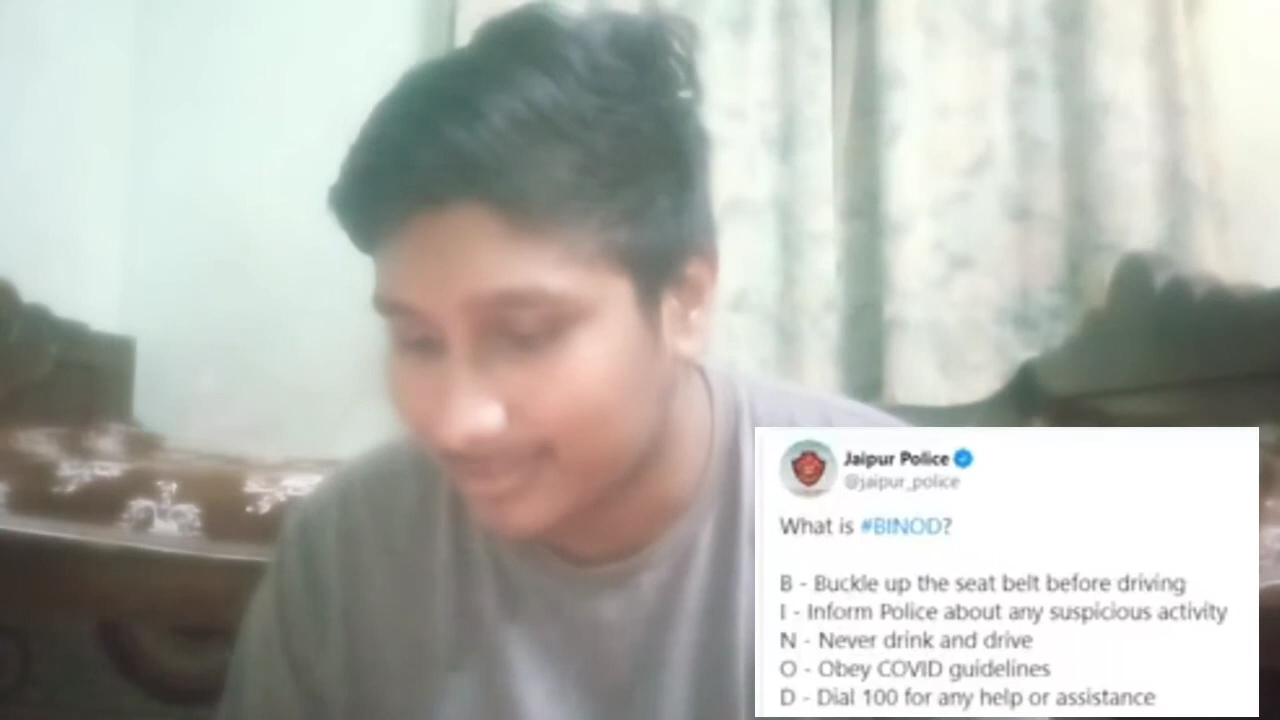 Jaipur Police
@jaipur_police
What is #BINOD?
B - Buckle up the seat belt before driving
I - Inform Police about any suspicious activity
N - Never drink and drive
O - Obey COVID guidelines
D - Dial 100 for any help or assistance